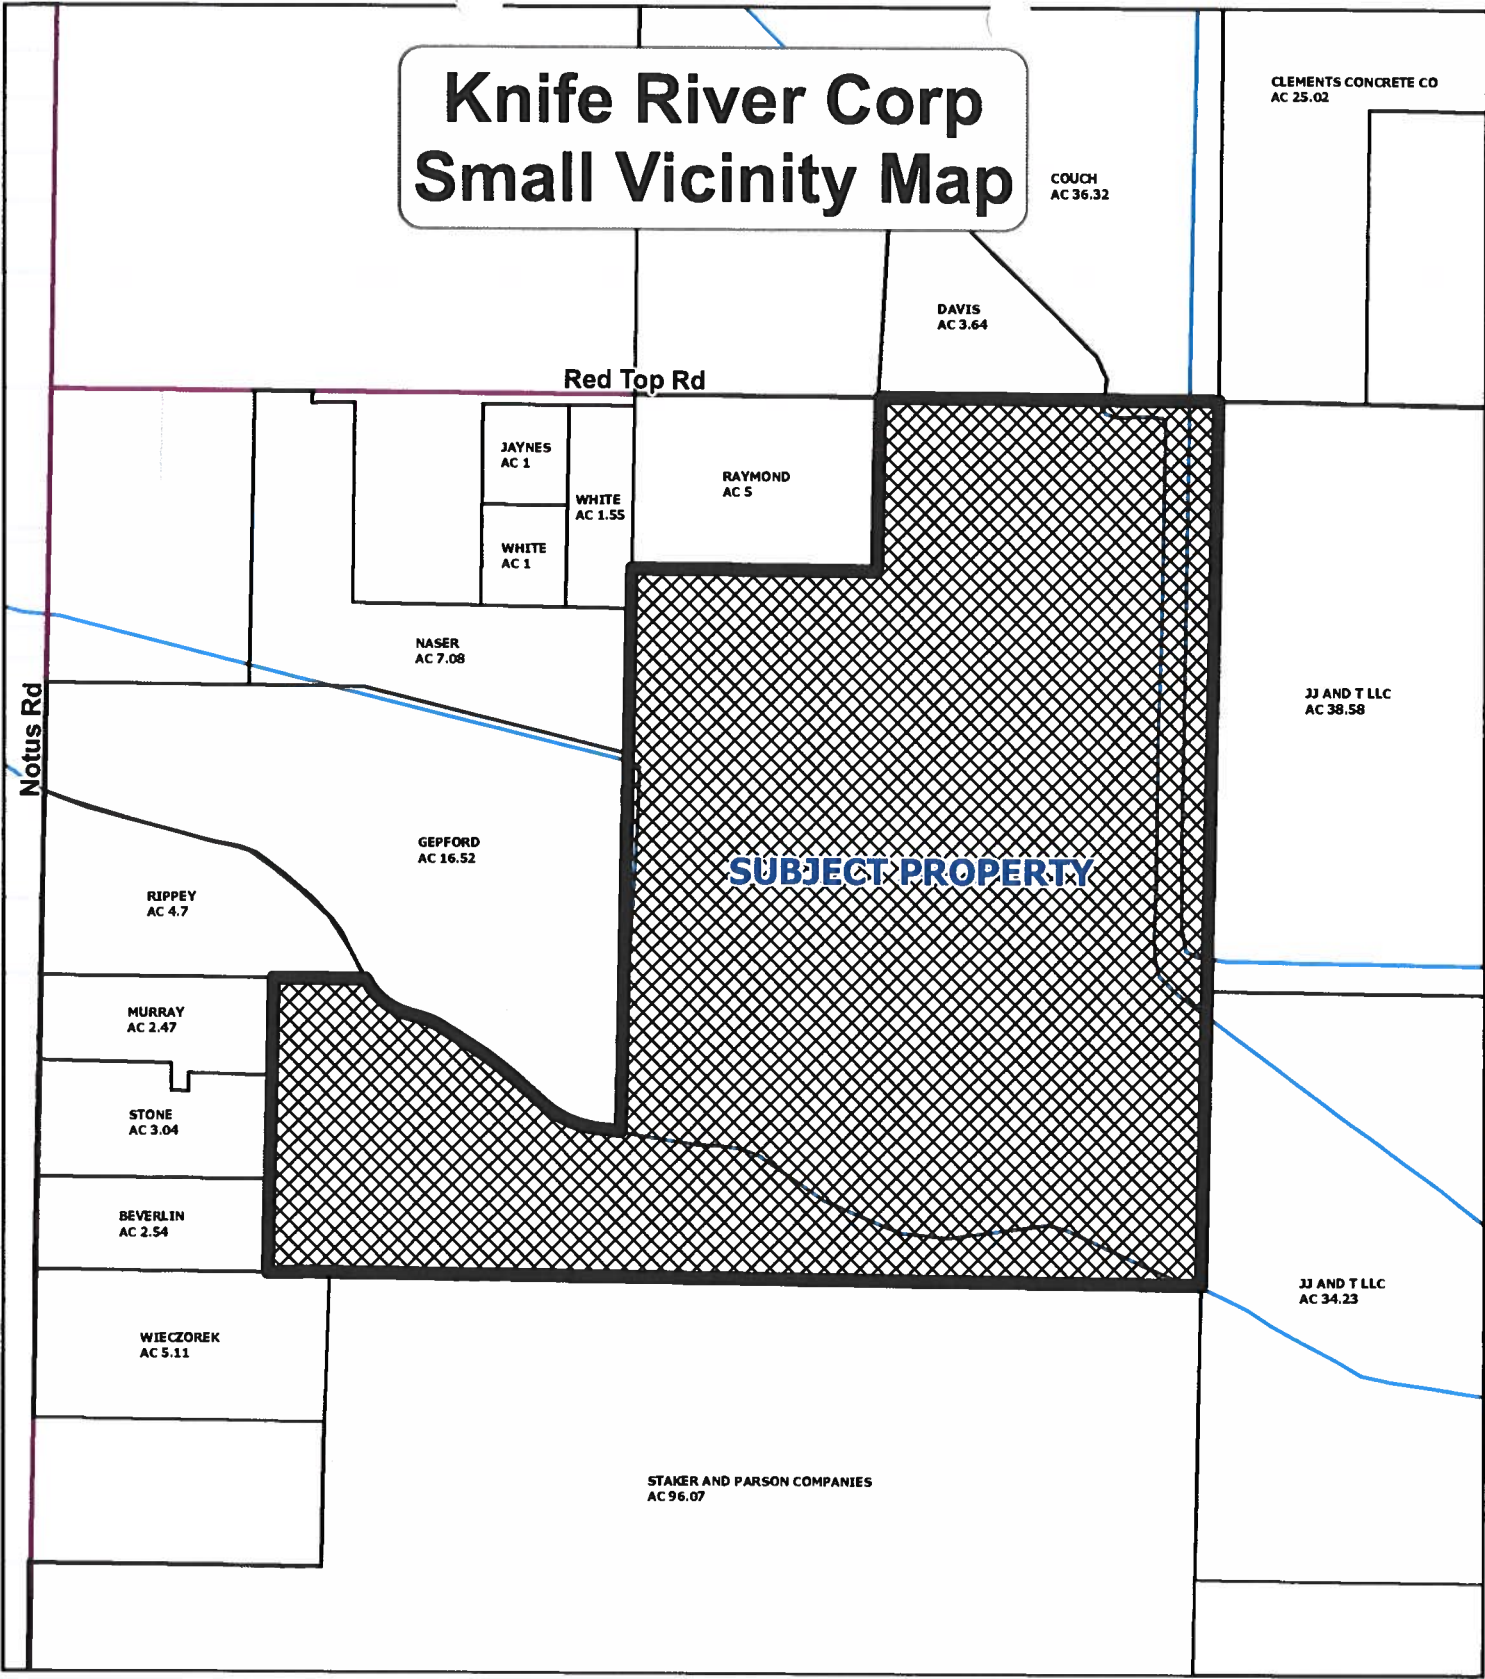 Knife River Corp
Small Vicinity Map
CLEMENTS CONCRETE CO
AC 25.02
COUCH
AC 36.32
DAVIS
AC 3.64
Red Top Rd
JAYNES
AC 1
WHITE
AC 1.55
WHITE
AC 1
RAYMOND
AC 5
NASER
AC 7.08
JJ AND T LLC
AC 38.58
Notus Rd
GEPFORD
AC 16.52
SUBJECT PROPERTY
RIPPEY
AC 4.7
MURRAY
AC 2.47
STONE
AC 3.04
BEVERLIN
AC 2.54
JJ AND T LLC
AC 34.23
WIECZOREK
AC 5.11
STAKER AND PARSON COMPANIES
AC 96.07